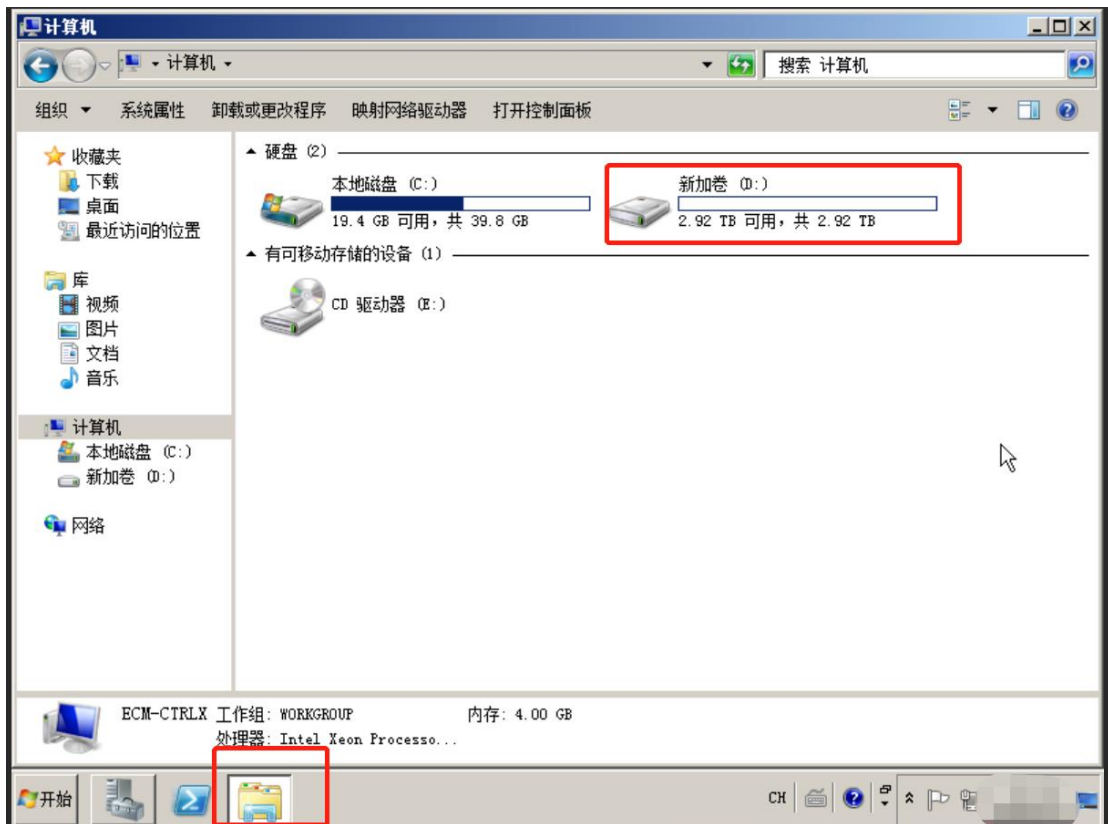 计算机
计算机
搜索 计算机
组织 系统属性 卸载或更改程序 映射网络驱动器 打开控制面板
收藏夹
下载
桌面
最近访问的位置
库
视频
图片
文档
音乐
计算机
本地磁盘 (C:)
新加卷 (D:)
网络
硬盘 (2)
本地磁盘 (C:)
19.4 GB 可用，共 39.8 GB
新加卷 (D:)
2.92 TB 可用，共 2.92 TB
有可移动存储的设备 (1)
CD 驱动器 (E:)
ECM-CTRLX 工作组: WORKGROUP 内存: 4.00 GB
处理器: Intel Xeon Processo...
开始
CH